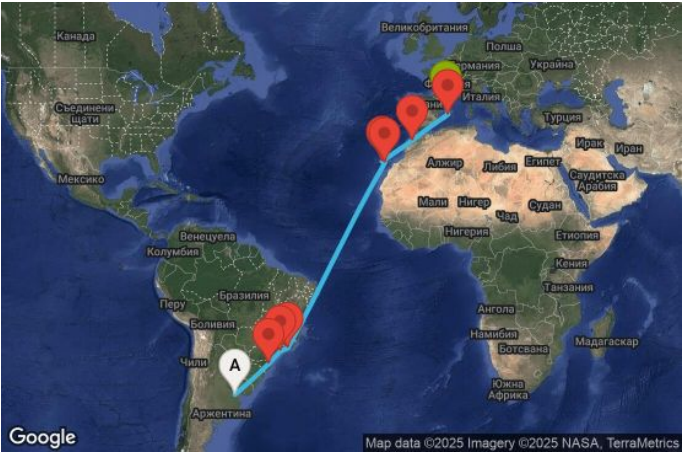 Великобритания
Канада
Польша
Украйна
Италия
Съединени
щати
Турция
Ирак
Иран
Алжир
Либия
Египет
Саудитска
Арабия
Мексико
Мали
Нигер
Чад
Судан
Нигерия
Етиопия
Венецуела
Колумбия
Кения
Танзания
Перу
Бразилия
Боливия
Ангола
Намибия
Ботсвана
Мадагаскар
Чили
Южна
Африка
A
Аржентина
Google
Map data ©2025 Imagery ©2025 NASA, TerraMetrics